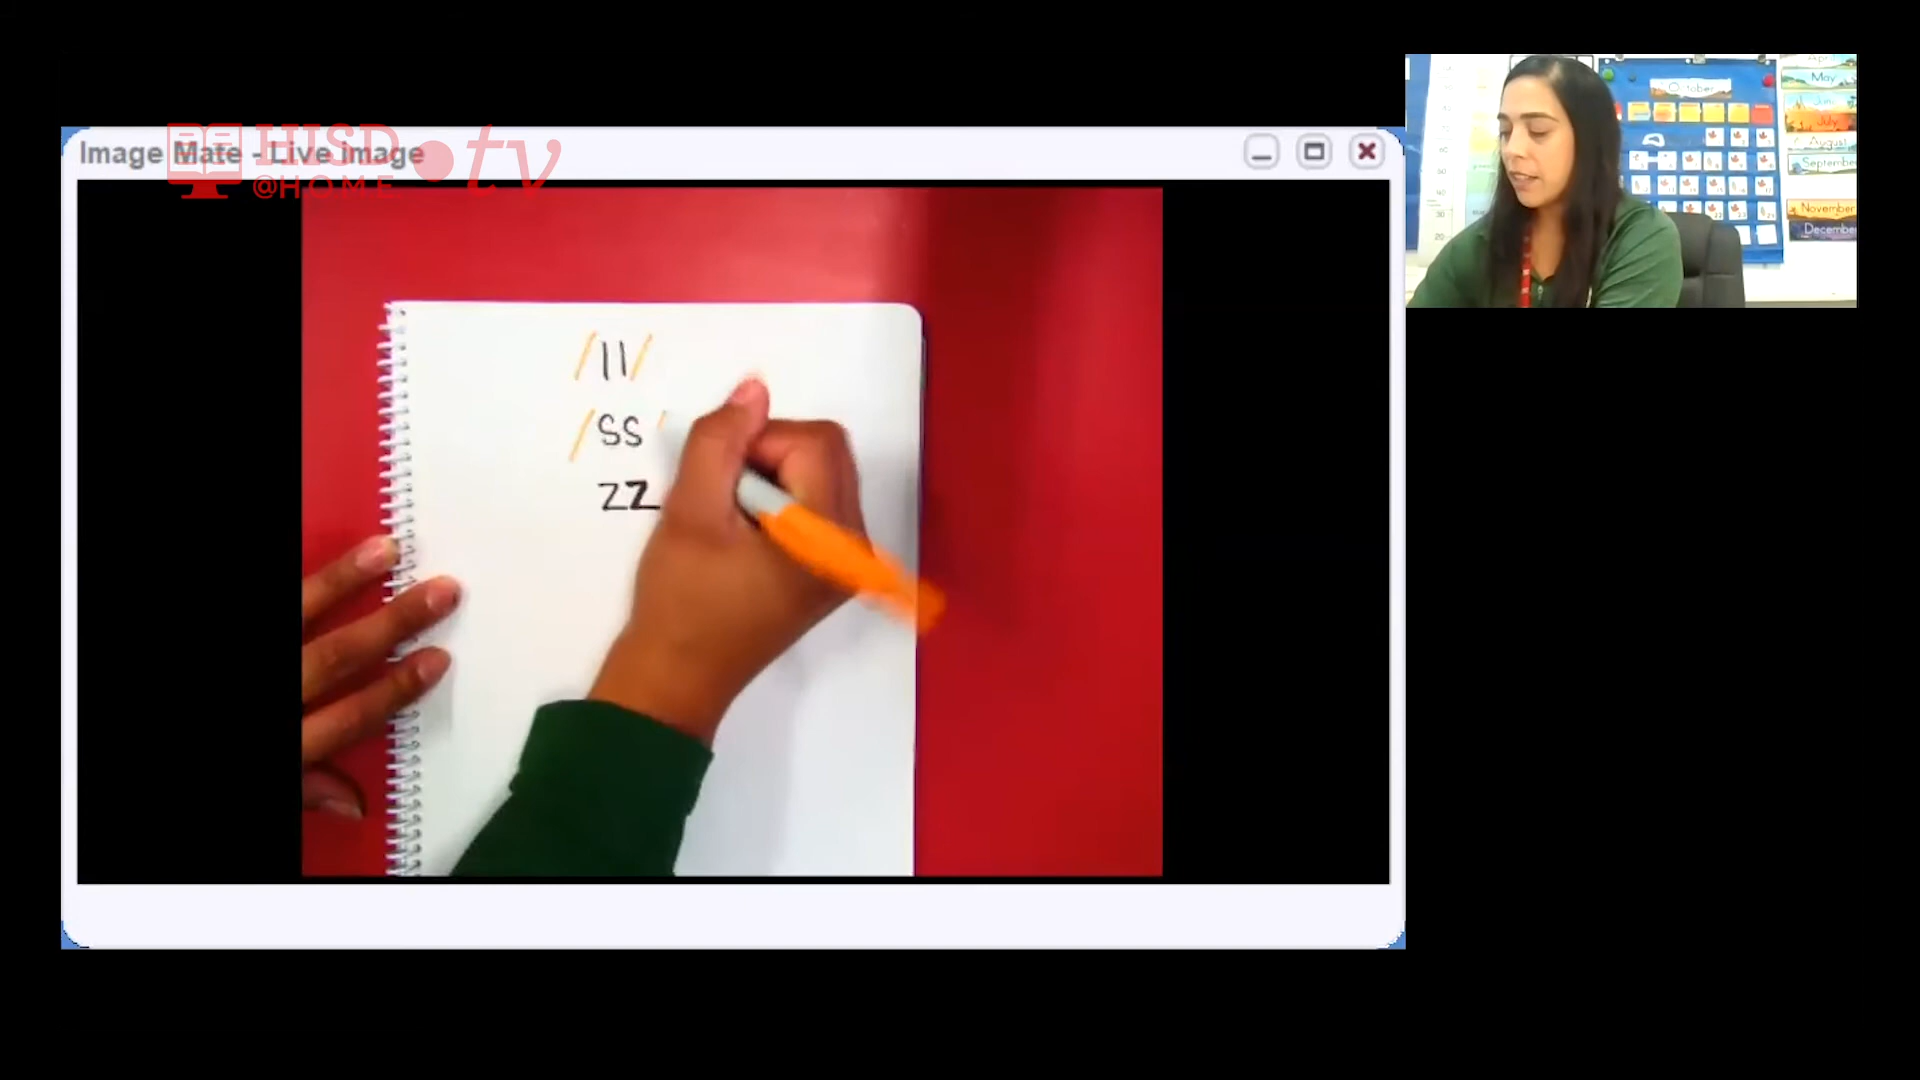 Image Mate - Live image
HISD
@HOME
.tv
/ll/
/ss /
zz
October
April
May
June
July
August
September
November
December